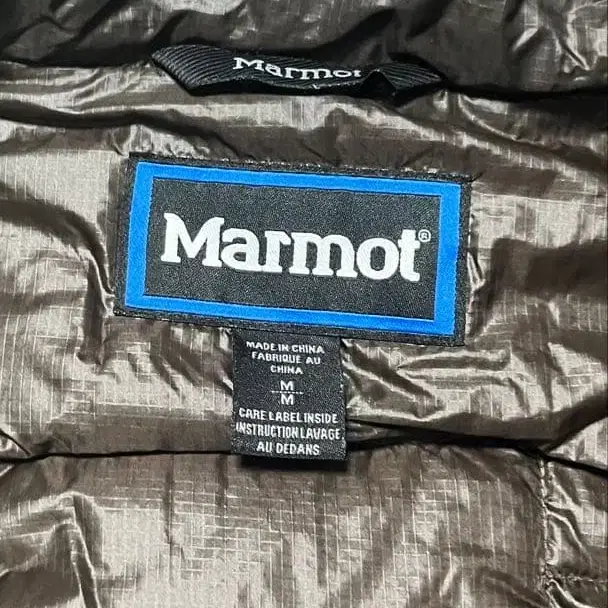 Marmot
Marmot®
MADE IN CHINA
FABRIQUE AU
CHINA
M
M
CARE LABEL INSIDE
INSTRUCTION LAVAGE
AU DEDANS